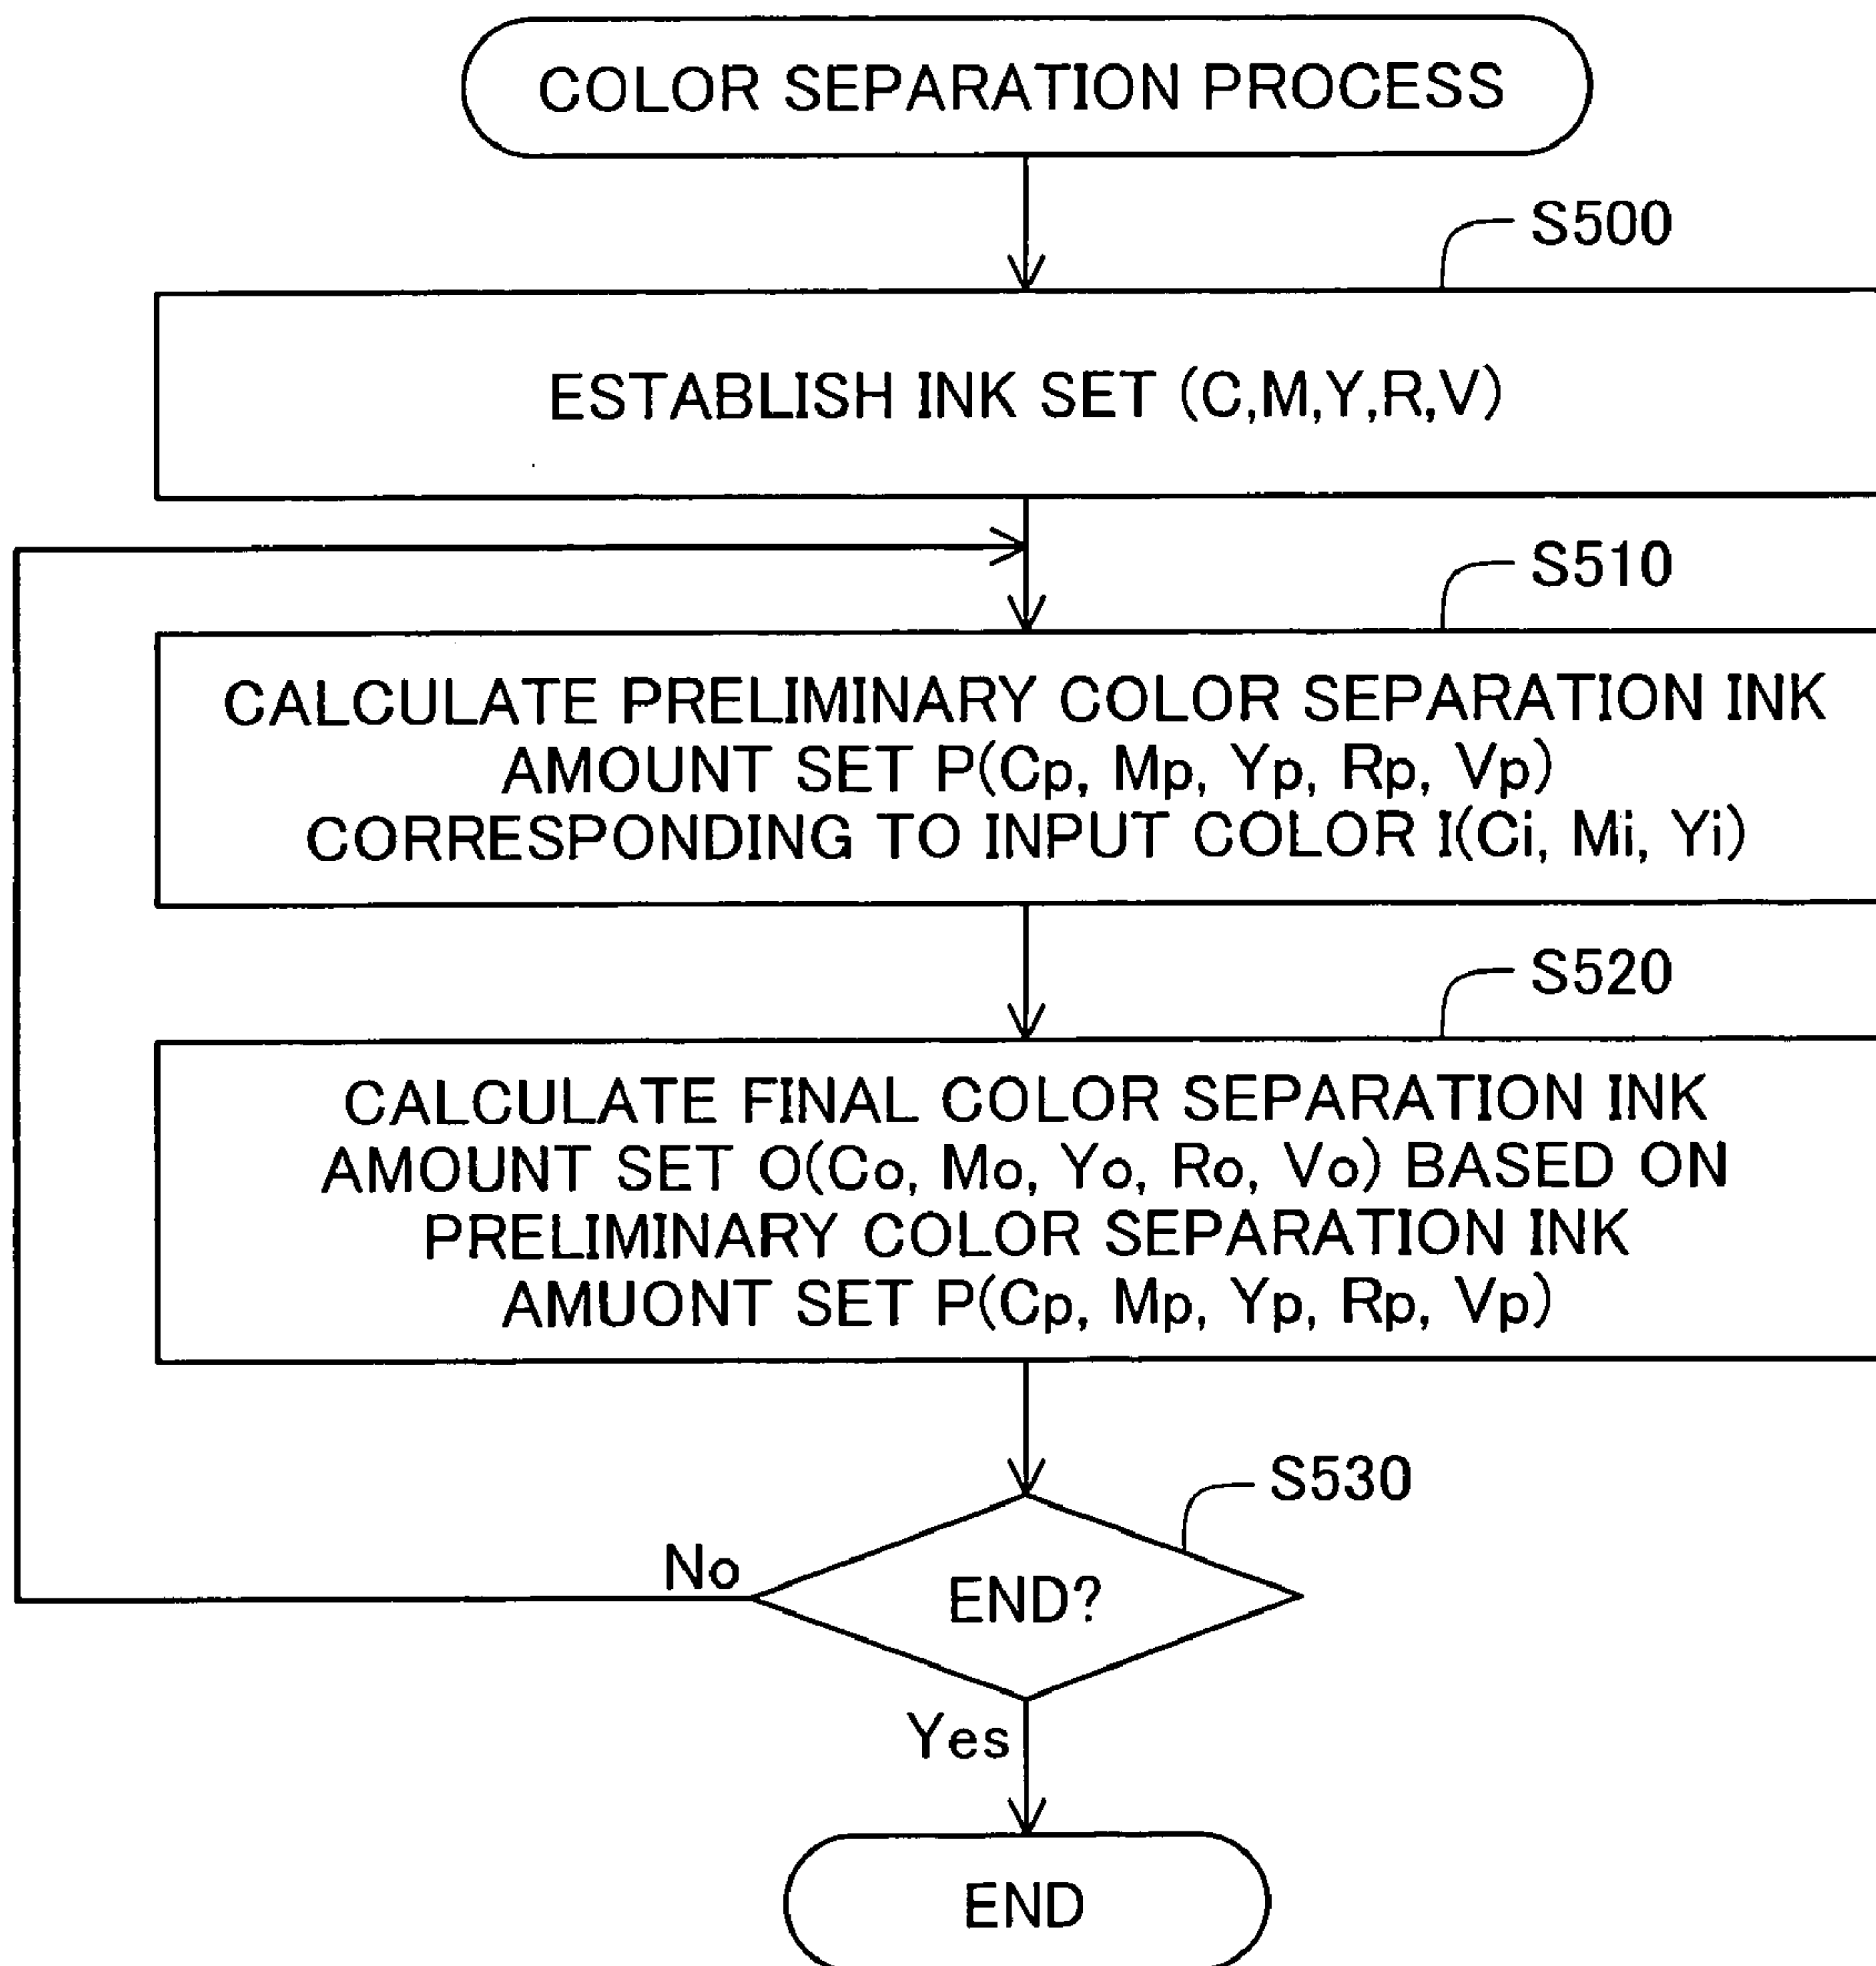 COLOR SEPARATION PROCESS
S500
ESTABLISH INK SET (C,M,Y,R,V)
S510
CALCULATE PRELIMINARY COLOR SEPARATION INK
AMOUNT SET P(Cp, Mp, Yp, Rp, Vp)
CORRESPONDING TO INPUT COLOR I(Ci, Mi, Yi)
S520
CALCULATE FINAL COLOR SEPARATION INK
AMOUNT SET O(Co, Mo, Yo, Ro, Vo) BASED ON
PRELIMINARY COLOR SEPARATION INK
AMUONT SET P(Cp, Mp, Yp, Rp, Vp)
S530
No
END?
Yes
END